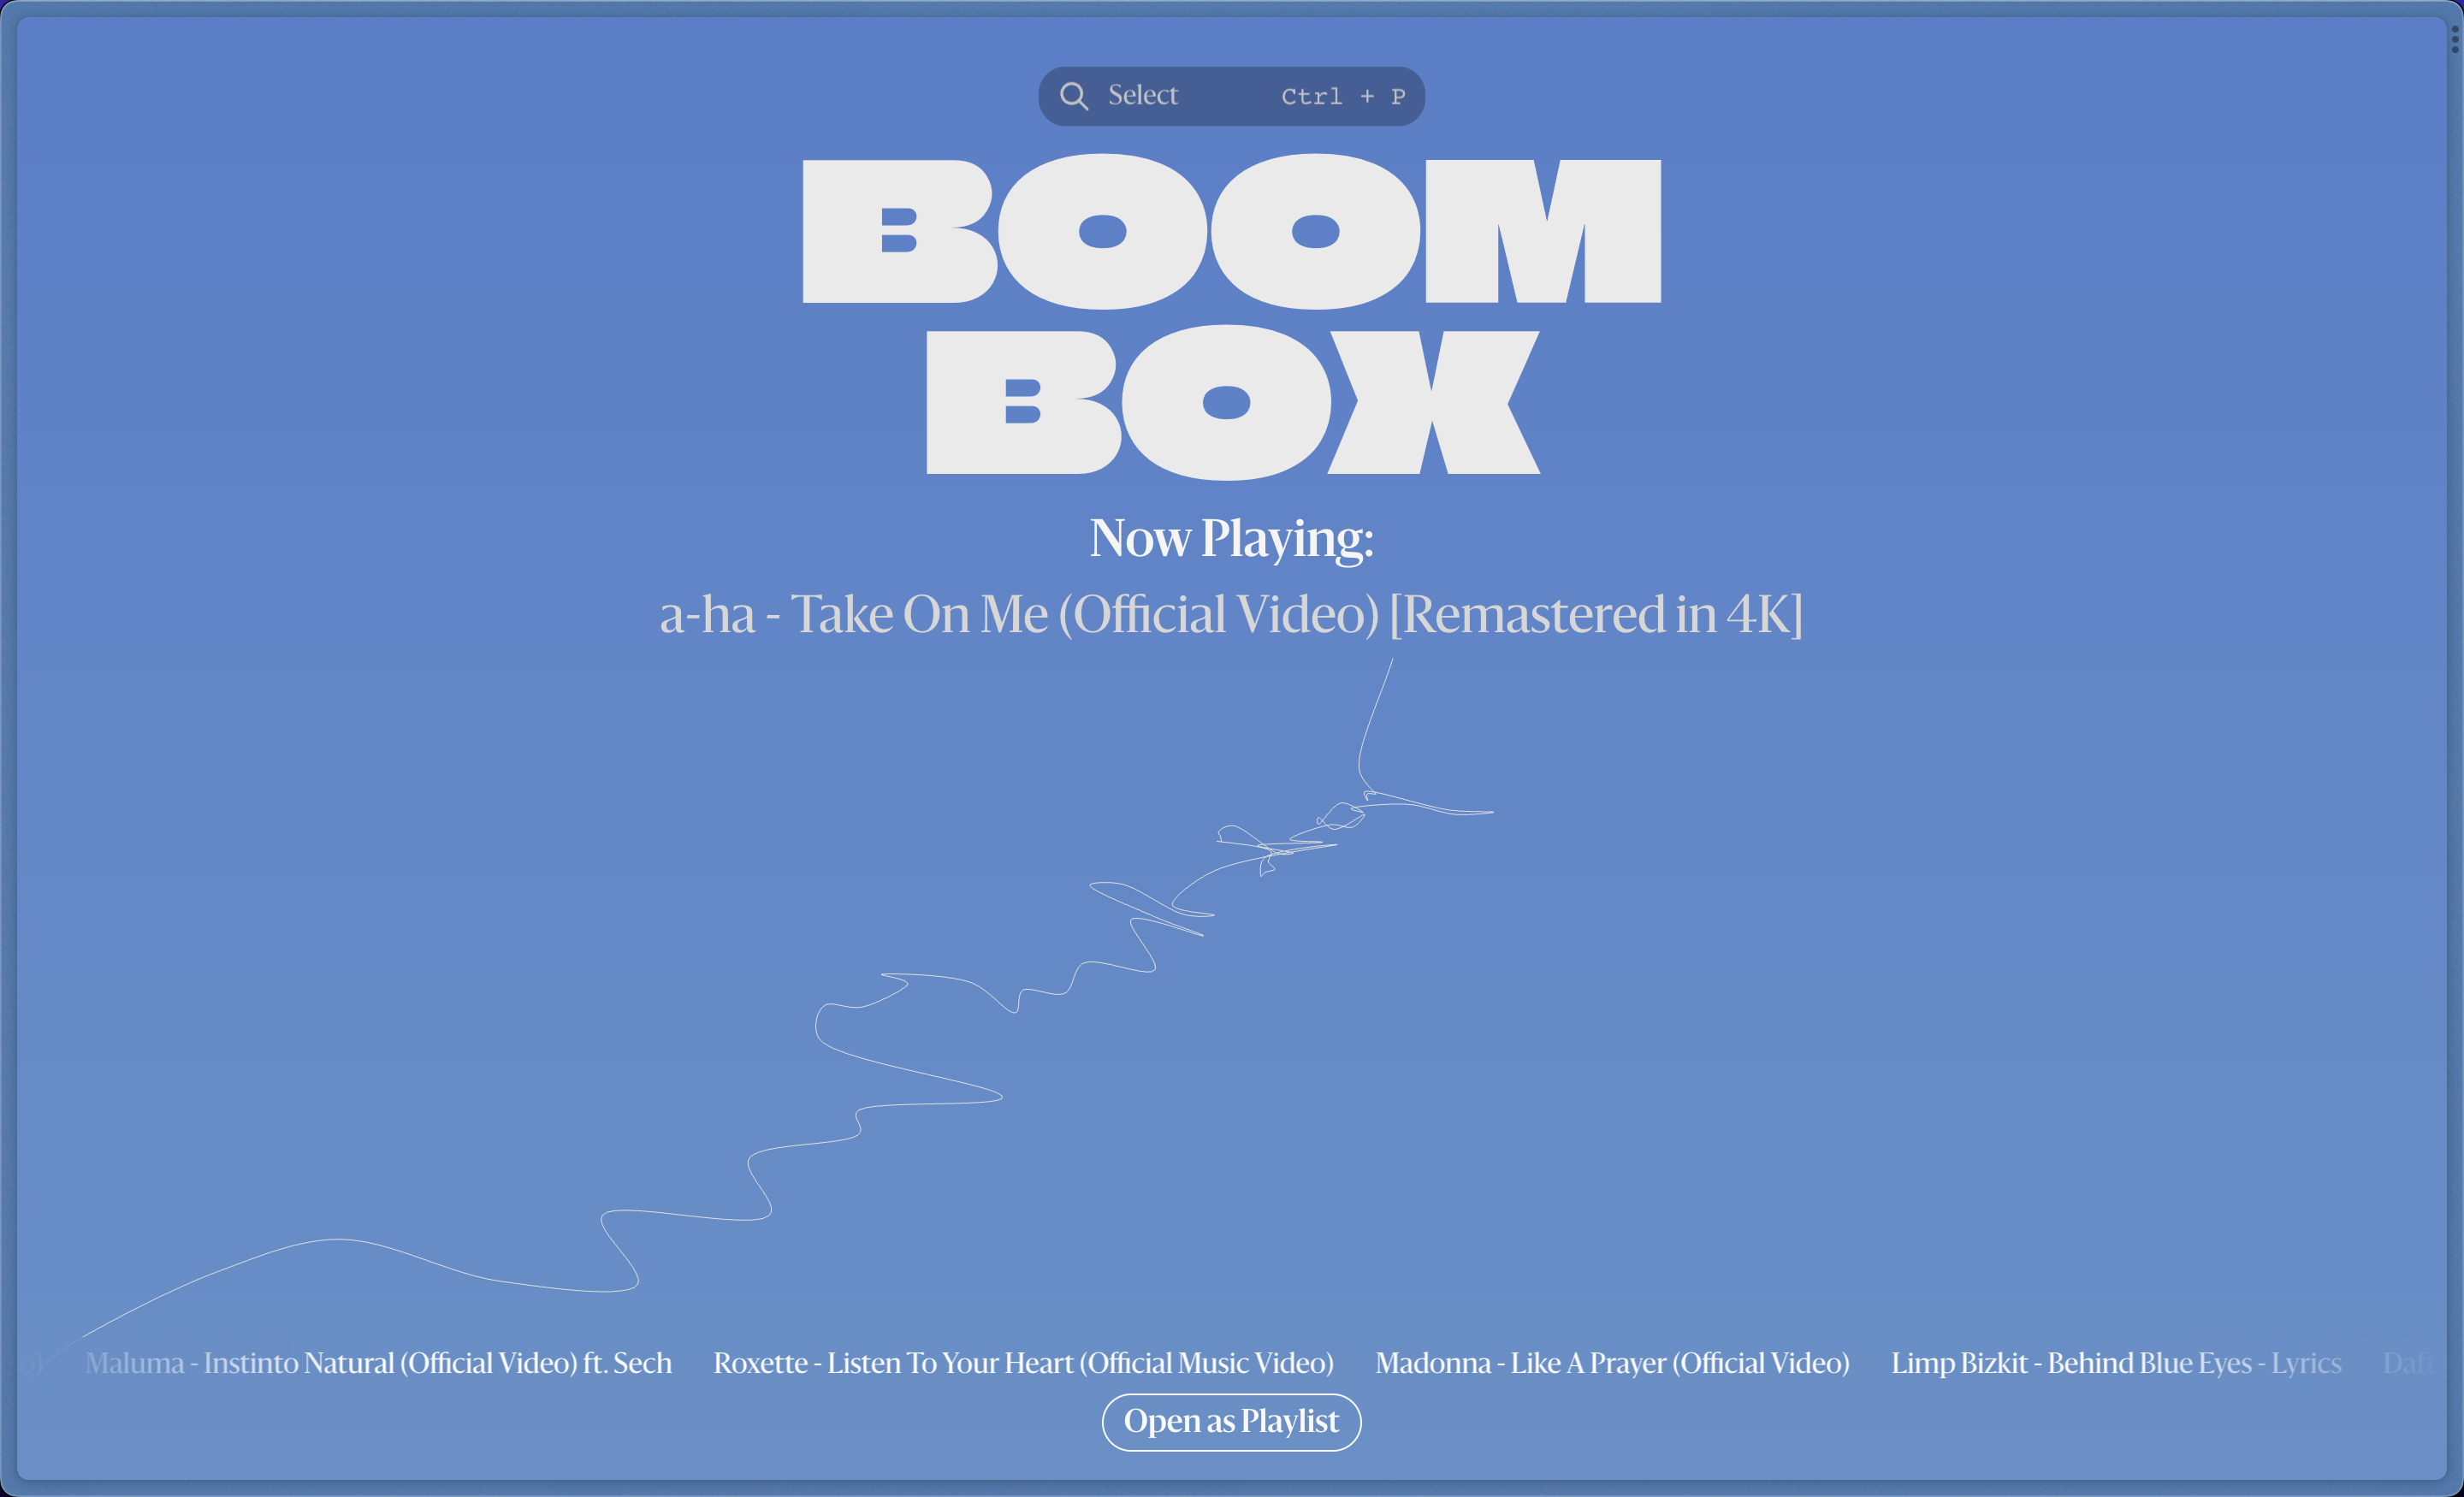 Select Ctrl + P
BOOM
BOX
Now Playing:
a-ha - Take On Me (Official Video) [Remastered in 4K]
Maluma - Instinto Natural (Official Video) ft. Sech Roxette - Listen To Your Heart (Official Music Video) Madonna - Like A Prayer (Official Video) Limp Bizkit - Behind Blue Eyes - Lyrics
Open as Playlist